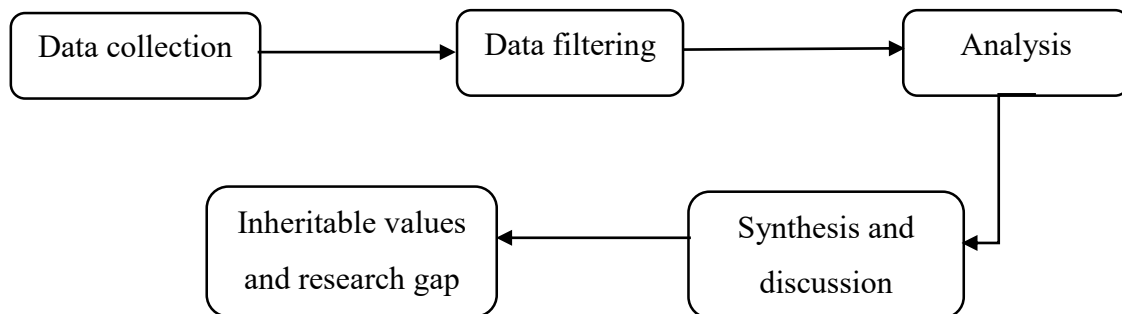 Data collection
Data filtering
Analysis
Synthesis and
discussion
Inheritable values
and research gap